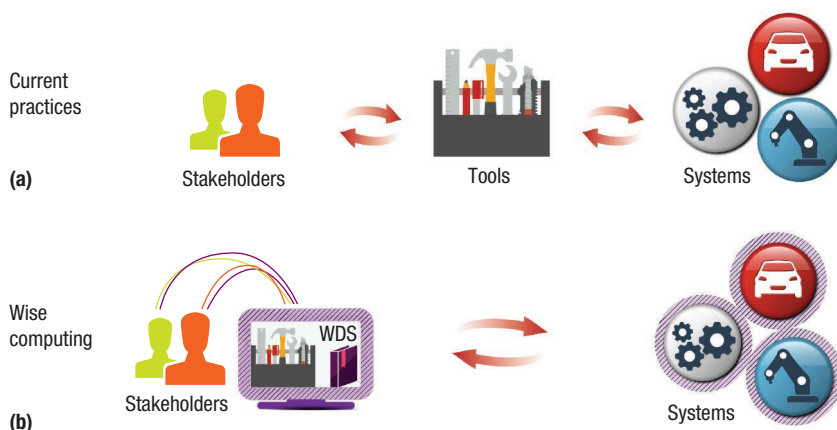 Current
practices
(a)
Stakeholders
Tools
Systems
Wise
computing
WDS
Stakeholders
Systems
(b)